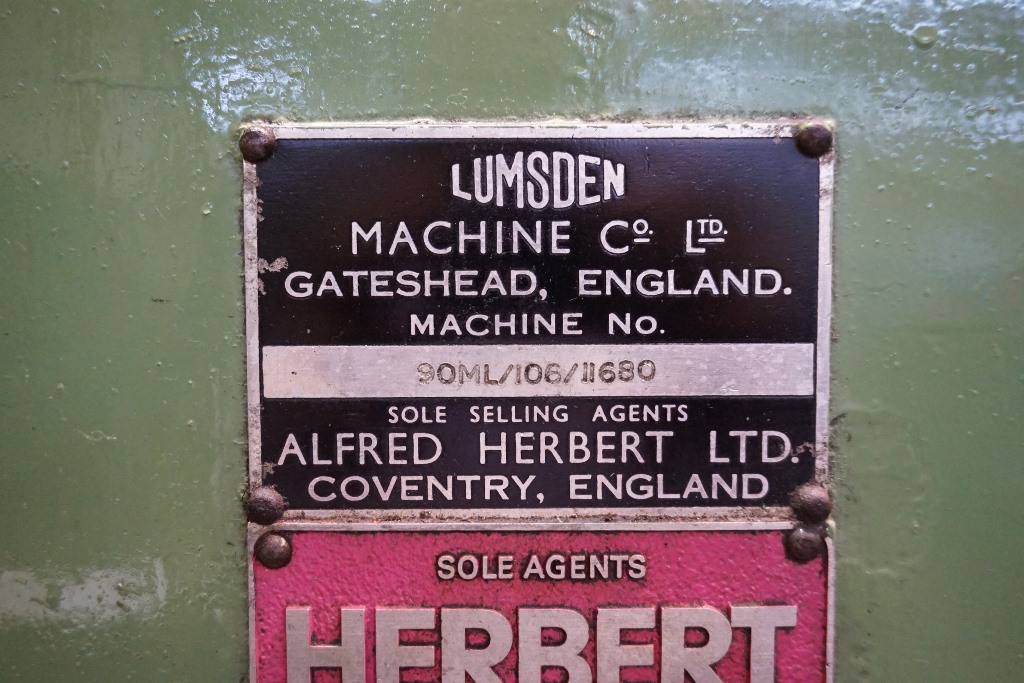 LUMSDEN
MACHINE Cº. LTD.
GATESHEAD, ENGLAND.
MACHINE No.
90ML/106/11680
SOLE SELLING AGENTS
ALFRED HERBERT LTD.
COVENTRY, ENGLAND
SOLE AGENTS
HERBERT